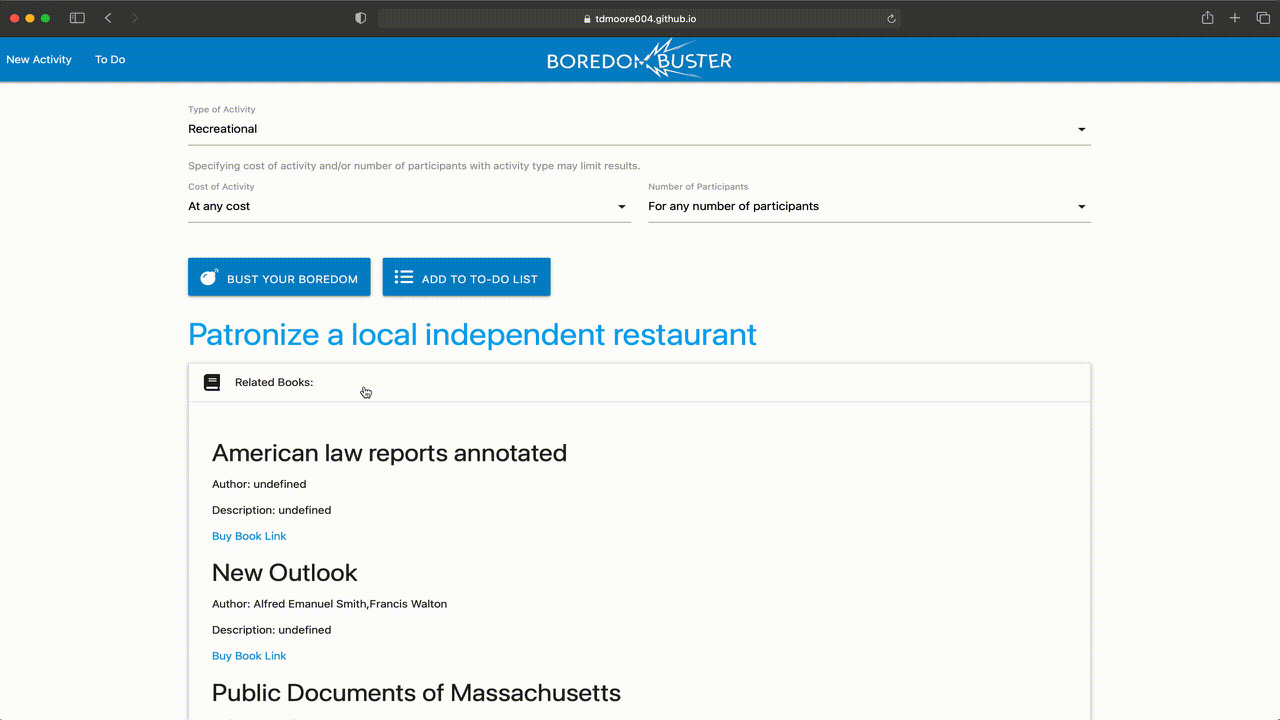 tdmoore004.github.io
New Activity To Do BOREDOM BUSTER
Type of Activity
Recreational
Specifying cost of activity and/or number of participants with activity type may limit results.
Cost of Activity Number of Participants
At any cost For any number of participants
BUST YOUR BOREDOM ADD TO TO-DO LIST
Patronize a local independent restaurant
Related Books:
American law reports annotated
Author: undefined
Description: undefined
Buy Book Link
New Outlook
Author: Alfred Emanuel Smith,Francis Walton
Description: undefined
Buy Book Link
Public Documents of Massachusetts